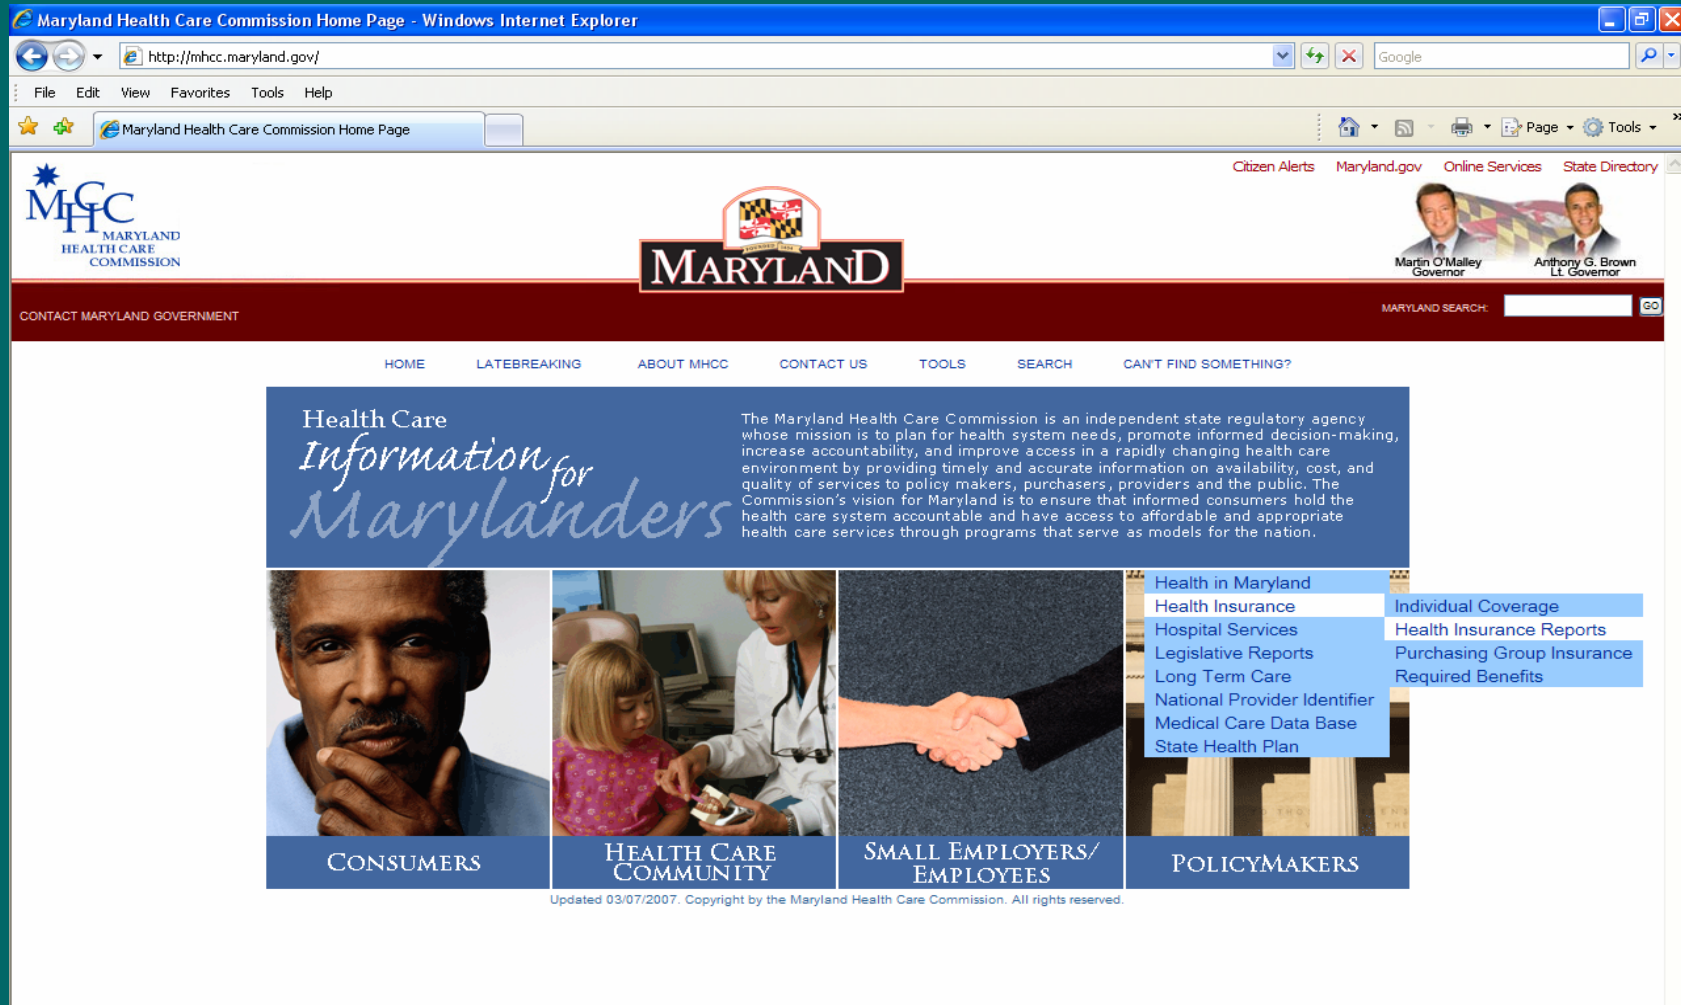 Maryland Health Care Commission Home Page - Windows Internet Explorer
http://mhcc.maryland.gov/
Google
File Edit View Favorites Tools Help
Maryland Health Care Commission Home Page
Page Tools
Citizen Alerts Maryland.gov Online Services State Directory
MHCC
MARYLAND
HEALTH CARE
COMMISSION
MARYLAND
Martin O'Malley
Governor
Anthony G. Brown
Lt. Governor
CONTACT MARYLAND GOVERNMENT
MARYLAND SEARCH:
GO
HOME LATEBREAKING ABOUT MHCC CONTACT US TOOLS SEARCH CAN'T FIND SOMETHING?
Health Care
Information for
Marylanders
The Maryland Health Care Commission is an independent state regulatory agency
whose mission is to plan for health system needs, promote informed decision-making,
increase accountability, and improve access in a rapidly changing health care
environment by providing timely and accurate information on availability, cost, and
quality of services to policy makers, purchasers, providers and the public. The
Commission's vision for Maryland is to ensure that informed consumers hold the
health care system accountable and have access to affordable and appropriate
health care services through programs that serve as models for the nation.
Health in Maryland
Health Insurance
Hospital Services
Legislative Reports
Long Term Care
National Provider Identifier
Medical Care Data Base
State Health Plan
Individual Coverage
Health Insurance Reports
Purchasing Group Insurance
Required Benefits
CONSUMERS
HEALTH CARE
COMMUNITY
SMALL EMPLOYERS/
EMPLOYEES
POLICYMAKERS
Updated 03/07/2007. Copyright by the Maryland Health Care Commission. All rights reserved.